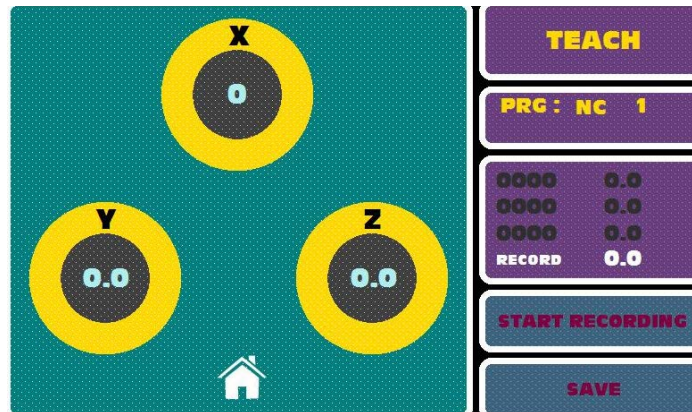 X
0
Y
0.0
Z
0.0
TEACH
PRG: NC 1
0000 0.0
0000 0.0
0000 0.0
RECORD 0.0
START RECORDING
SAVE